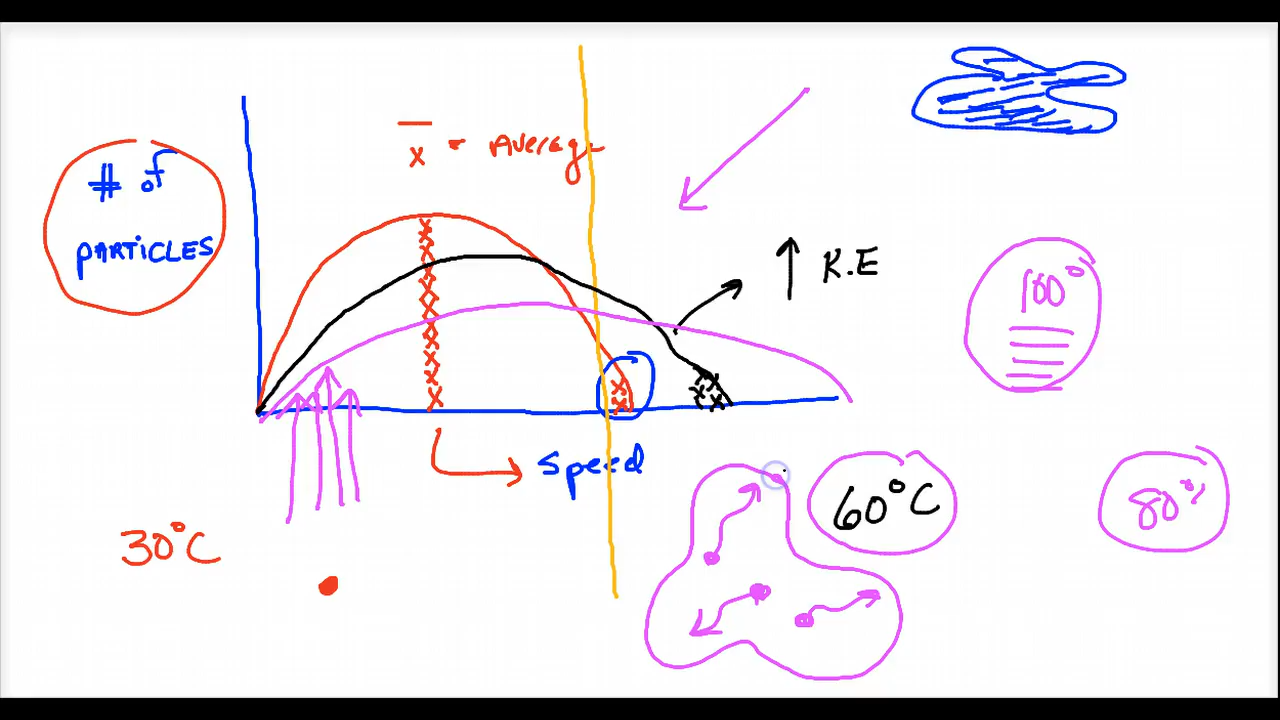 # of
PARTICLES
x̄ = Average
↑ K.E
100°
Speed
30°C
60°C
80°